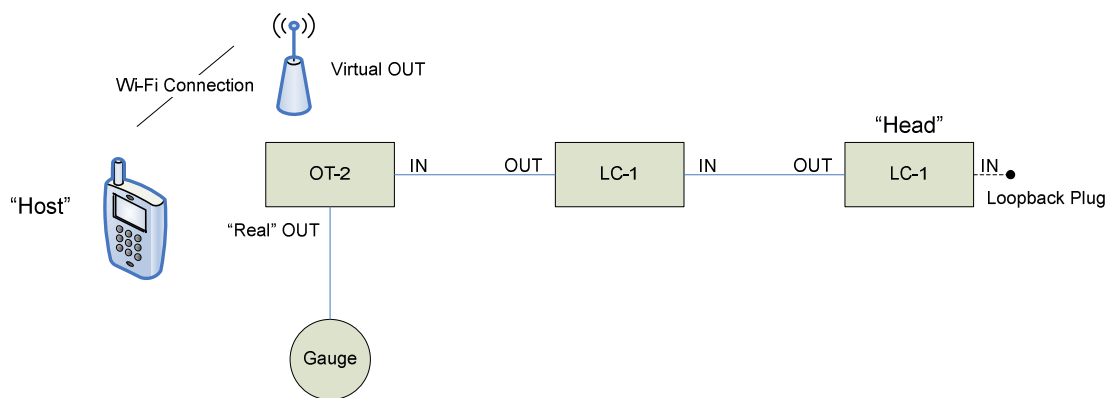 Virtual OUT
Wi-Fi Connection
“Head”
OT-2
IN
OUT
LC-1
IN
OUT
LC-1
IN
Loopback Plug
“Host”
“Real” OUT
Gauge